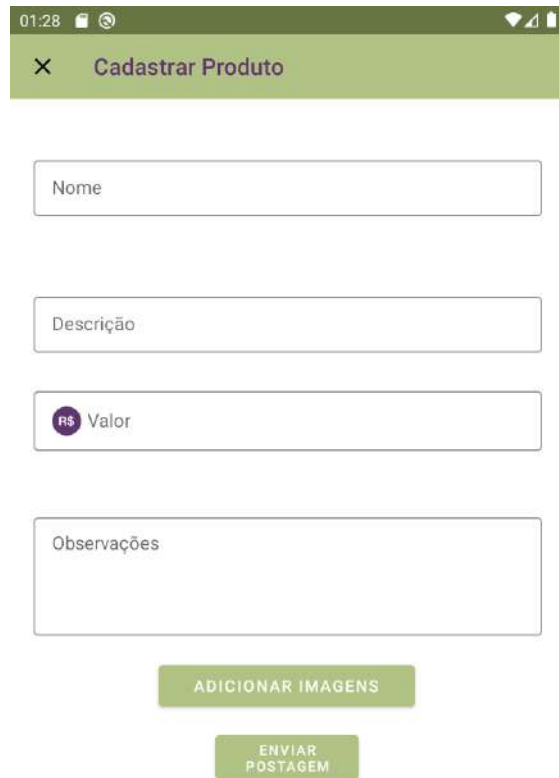 01:28
Cadastrar Produto
Nome
Descrição
R$ Valor
Observações
ADICIONAR IMAGENS
ENVIAR
POSTAGEM